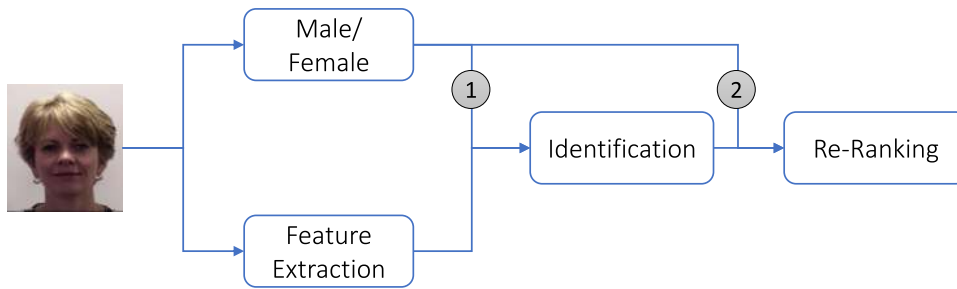 Male/
Female
1
2
Identification
Re-Ranking
Feature
Extraction